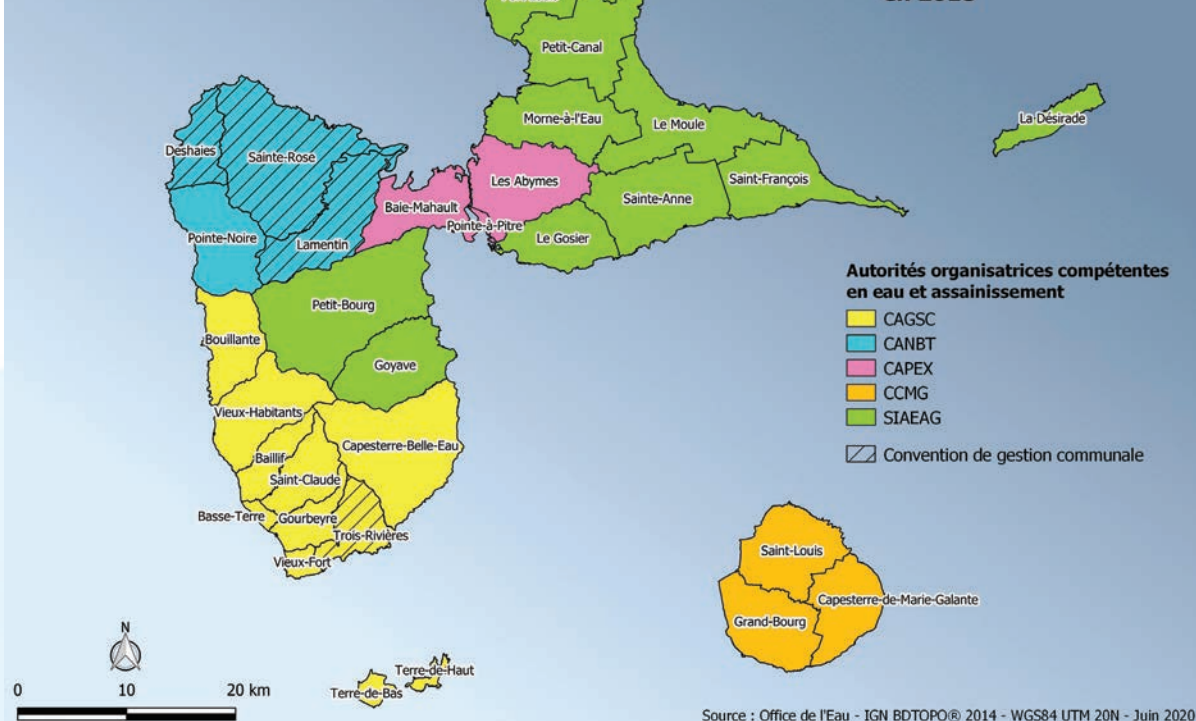 Petit-Canal
Morne-à-l'Eau
Le Moule
La Désirade
Deshaies
Sainte-Rose
Les Abymes
Saint-François
Sainte-Anne
Baie-Mahault
Pointe-à-Pitre
Pointe-Noire
Lamentin
Le Gosier
Autorités organisatrices compétentes
en eau et assainissement
CAGSC
CANBT
CAPEX
CCMG
SIAEAG
Convention de gestion communale
Petit-Bourg
Bouillante
Goyave
Vieux-Habitants
Capesterre-Belle-Eau
Baillif
Saint-Claude
Basse-Terre
Gourbeyre
Trois-Rivières
Vieux-Fort
Saint-Louis
Capesterre-de-Marie-Galante
Grand-Bourg
N
Terre-de-Haut
Terre-de-Bas
0 10 20 km
Source : Office de l'Eau - IGN BDTOPO® 2014 - WGS84 UTM 20N - Juin 2020